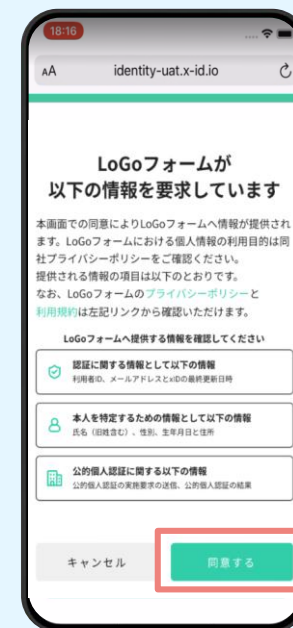 18:16
AA identity-uat.x-id.io
LoGoフォームが
以下の情報を要求しています
本画面での同意によりLoGoフォームへ情報が提供され
ます。LoGoフォームにおける個人情報の利用目的は同
社プライバシーポリシーをご確認ください。
提供される情報の項目は以下のとおりです。
なお、LoGoフォームのプライバシーポリシーと
利用規約は左記リンクから確認いただけます。
LoGoフォームへ提供する情報を確認してください
認証に関する情報として以下の情報
利用者ID、メールアドレスとxIDの最終更新日時
本人を特定するための情報として以下の情報
氏名（旧姓含む）、性別、生年月日と住所
公的個人認証に関する以下の情報
公的個人認証の実施要求の送信、公的個人認証の結果
キャンセル 同意する